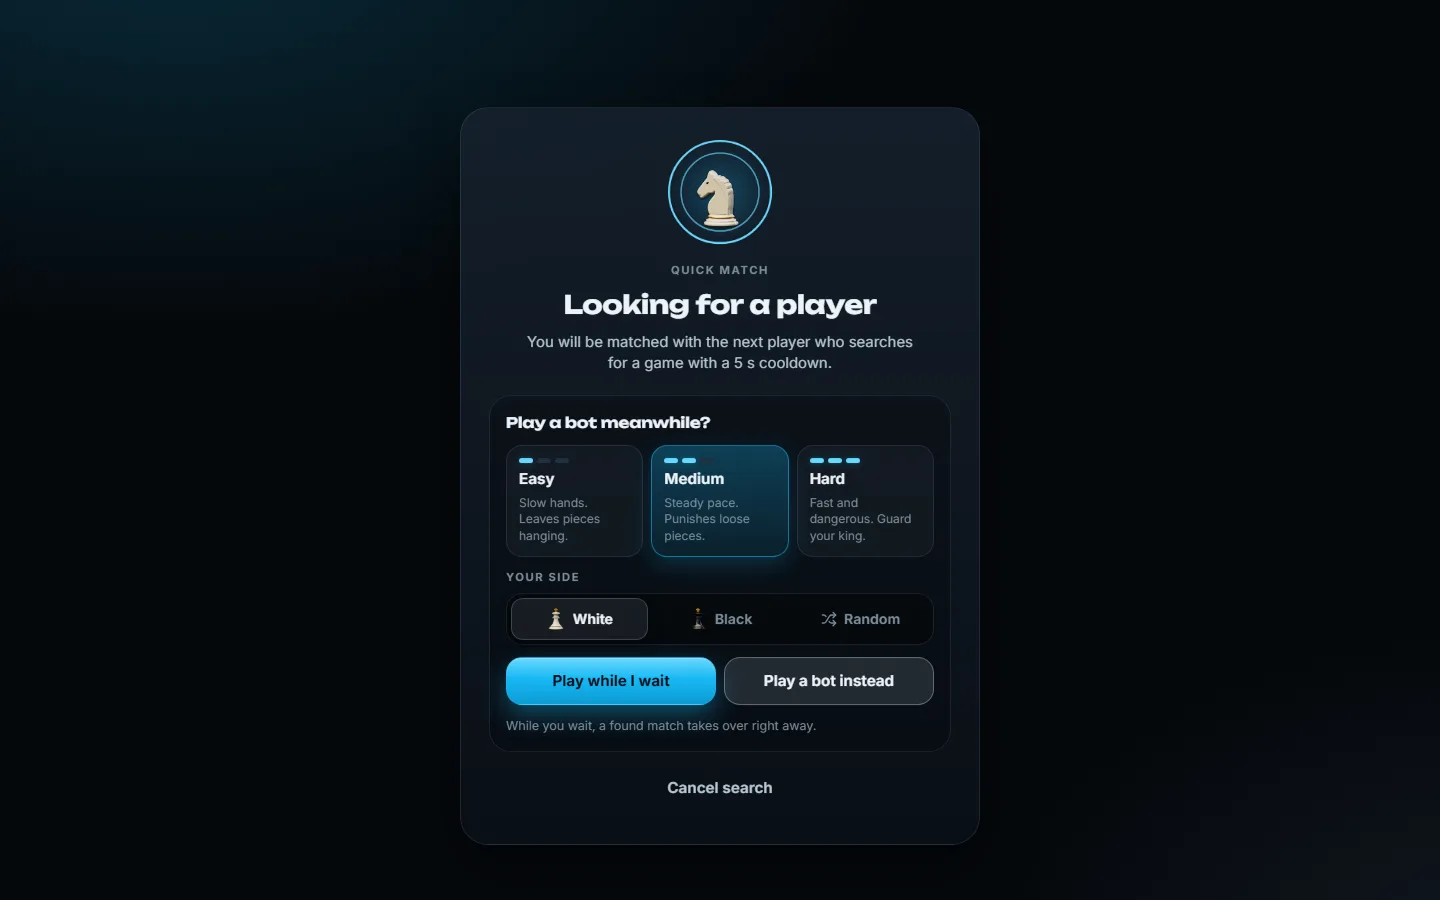 QUICK MATCH
Looking for a player
You will be matched with the next player who searches
for a game with a 5 s cooldown.
Play a bot meanwhile?
Easy
Slow hands.
Leaves pieces
hanging.
Medium
Steady pace.
Punishes loose
pieces.
Hard
Fast and
dangerous. Guard
your king.
YOUR SIDE
White
Black
Random
Play while I wait
Play a bot instead
While you wait, a found match takes over right away.
Cancel search